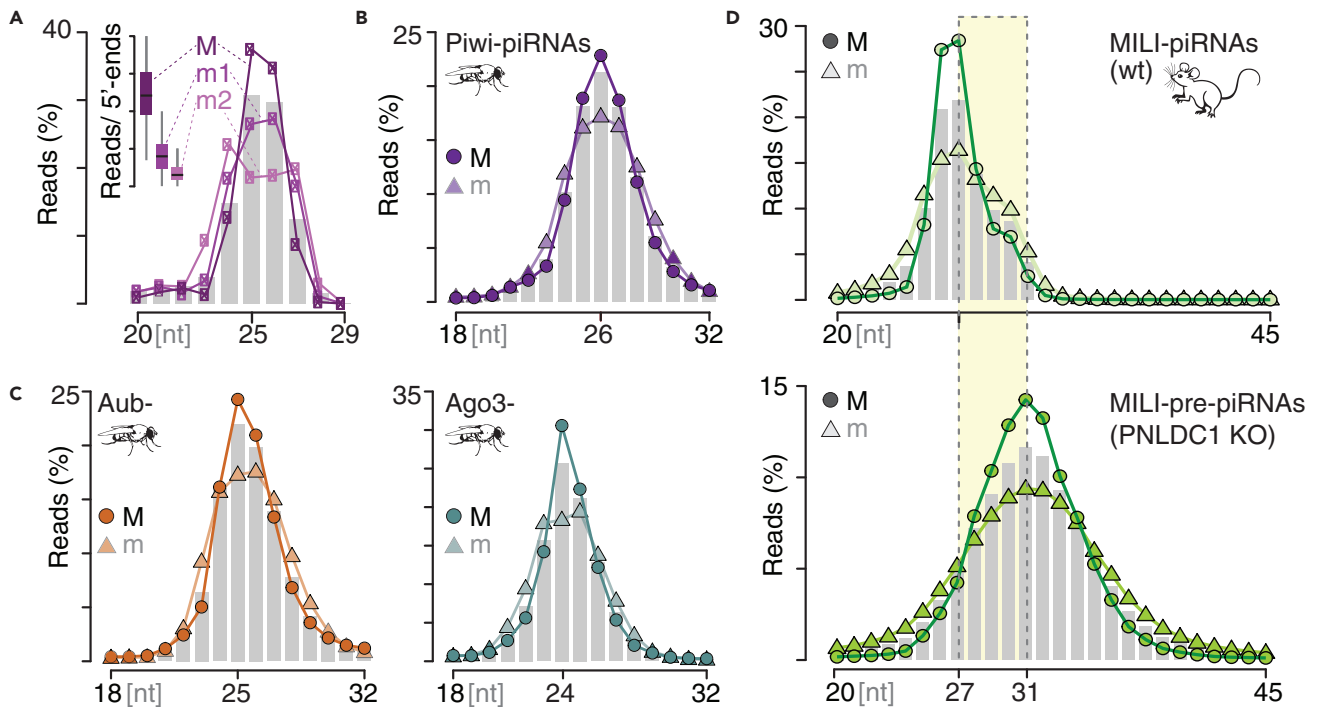 A
40
Reads (%)
Reads/ 5'-ends
M
m1
m2
20 [nt] 25 29
B
25
Reads (%)
Piwi-piRNAs
M
m
18 [nt] 26 32
C
25
Reads (%)
Aub-
M
m
18 [nt] 25 32
35
Ago3-
M
m
18 [nt] 24 32
D
30
Reads (%)
M
m
MILI-piRNAs
(wt)
20 [nt] 45
15
Reads (%)
M
m
MILI-pre-piRNAs
(PNLDC1 KO)
20 [nt] 27 31 45